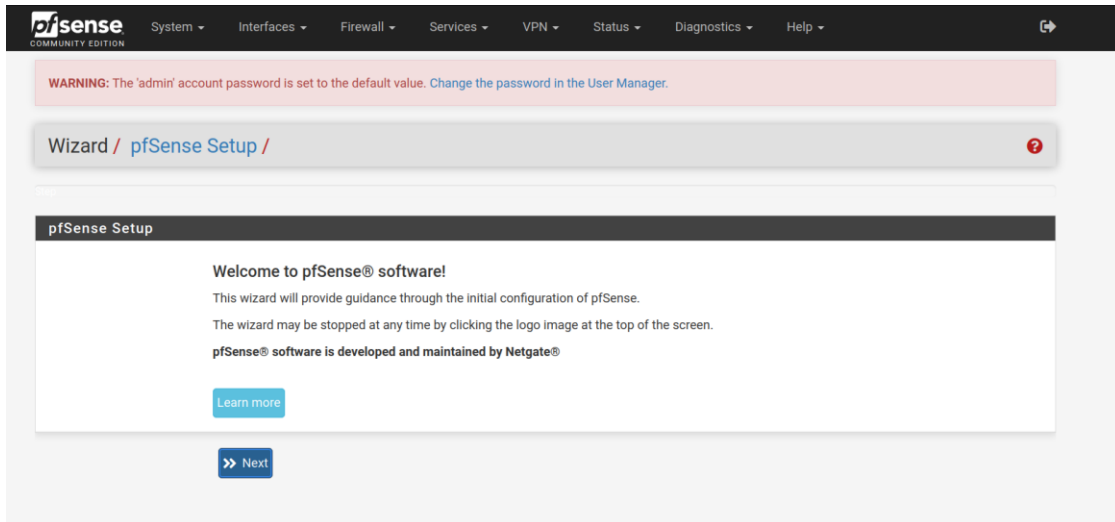 pfsense
COMMUNITY EDITION
System Interfaces Firewall Services VPN Status Diagnostics Help
WARNING: The 'admin' account password is set to the default value. Change the password in the User Manager.
Wizard / pfSense Setup /
pfSense Setup
Welcome to pfSense® software!
This wizard will provide guidance through the initial configuration of pfSense.
The wizard may be stopped at any time by clicking the logo image at the top of the screen.
pfSense® software is developed and maintained by Netgate®
Learn more
Next